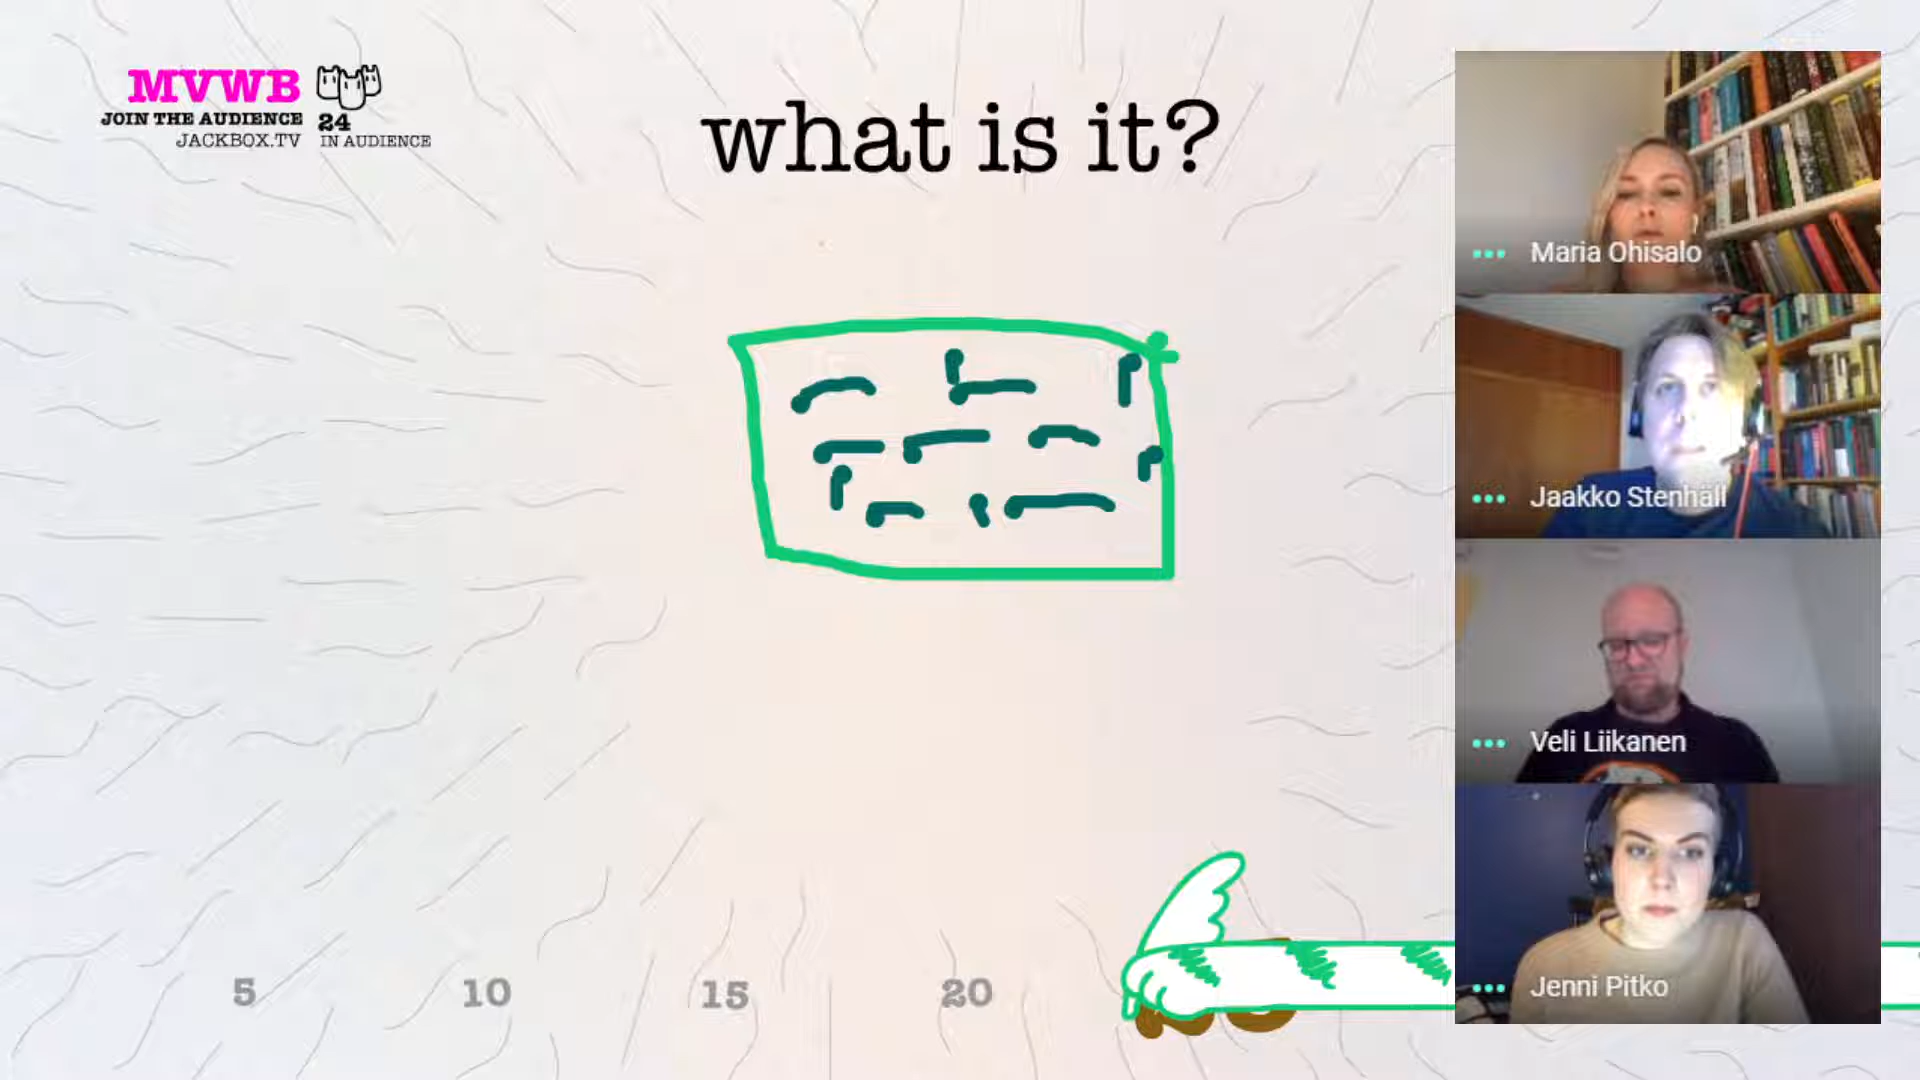 MVWB
JOIN THE AUDIENCE
JACKBOX.TV
24
IN AUDIENCE
what is it?
Maria Ohisalo
Jaakko Stenhäll
Veli Liikanen
Jenni Pitko
5 10 15 20